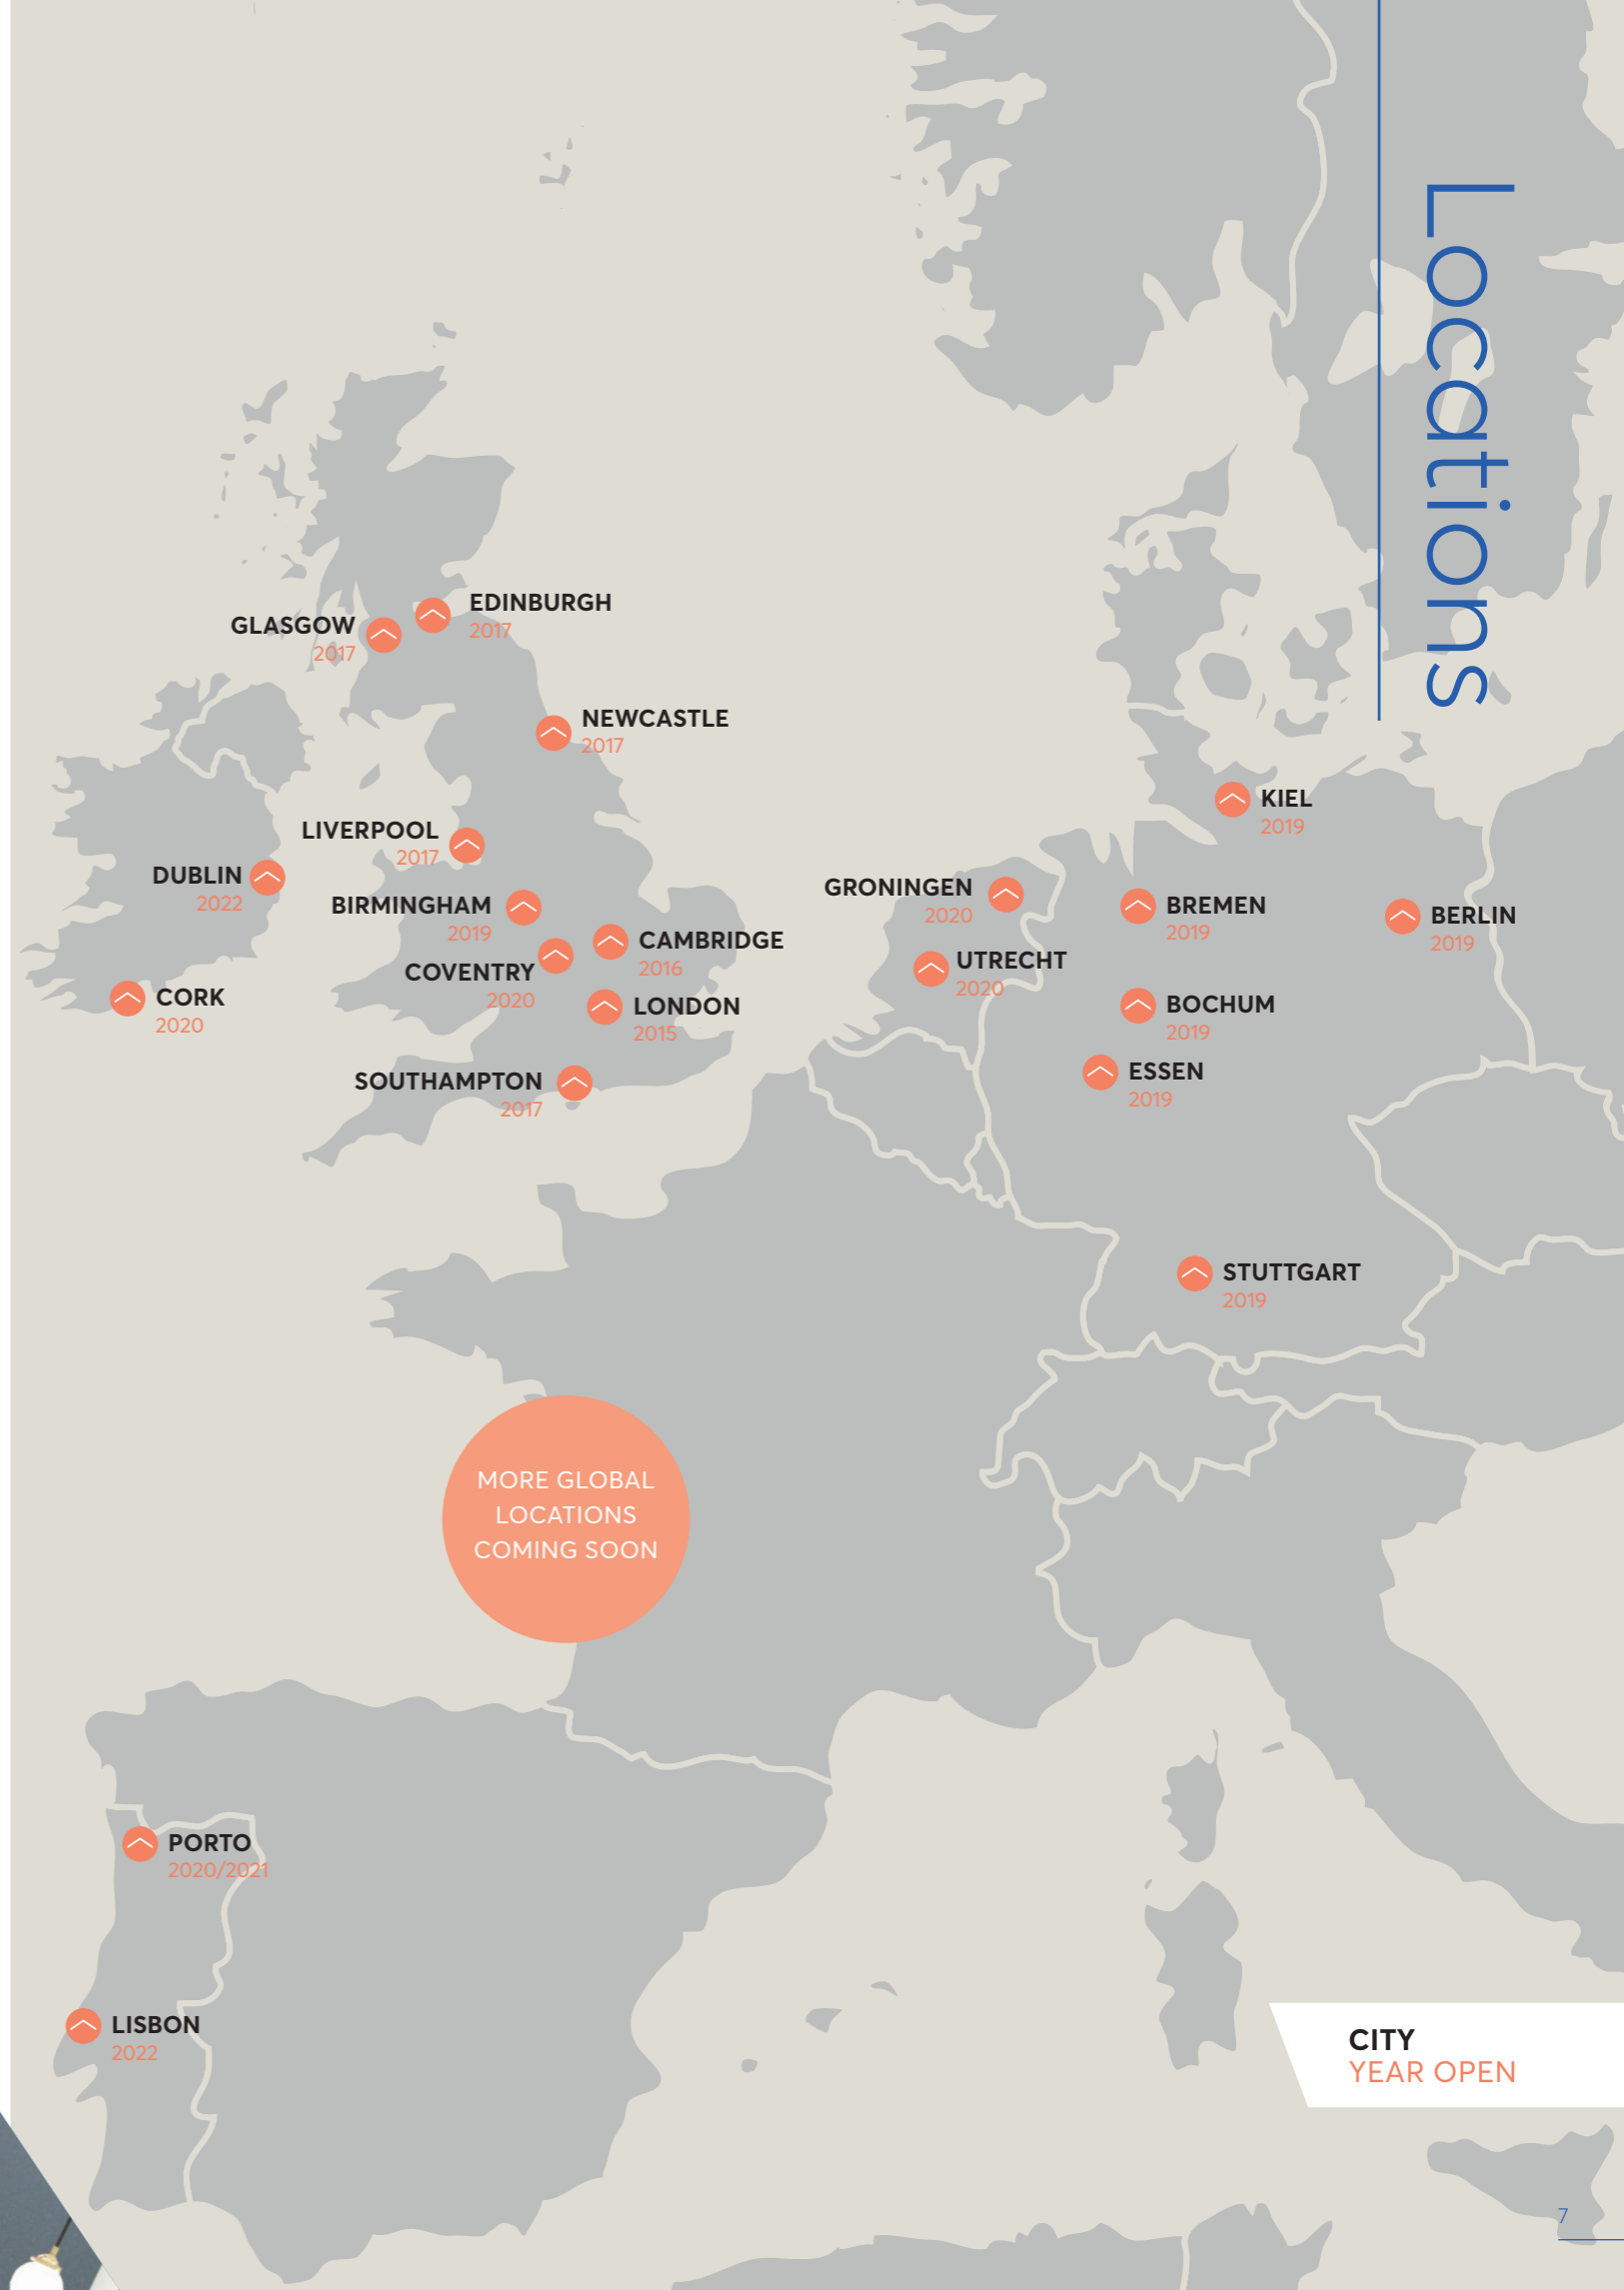 Locations
EDINBURGH
2017
GLASGOW
2017
NEWCASTLE
2017
KIEL
2019
LIVERPOOL
2017
DUBLIN
2022
BIRMINGHAM
2019
GRONINGEN
2020
BREMEN
2019
BERLIN
2019
CAMBRIDGE
2016
COVENTRY
2020
UTRECHT
2020
CORK
2020
LONDON
2015
BOCHUM
2019
SOUTHAMPTON
2017
ESSEN
2019
STUTTGART
2019
MORE GLOBAL
LOCATIONS
COMING SOON
PORTO
2020/2021
LISBON
2022
CITY
YEAR OPEN
7